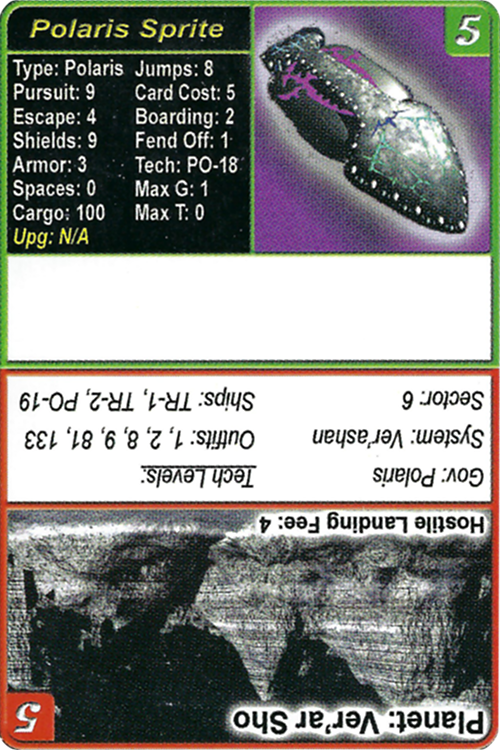 Polaris Sprite
5
Type: Polaris Jumps: 8
Pursuit: 9 Card Cost: 5
Escape: 4 Boarding: 2
Shields: 9 Fend Off: 1
Armor: 3 Tech: PO-18
Spaces: 0 Max G: 1
Cargo: 100 Max T: 0
Upg: N/A
Planet: Ver'ar Sho
5
Hostile Landing Fee: 4
Gov: Polaris Tech Levels:
System: Ver'ashan Outfits: 1, 2, 8, 9, 81, 133
Sector: 6 Ships: TR-1, TR-2, PO-19